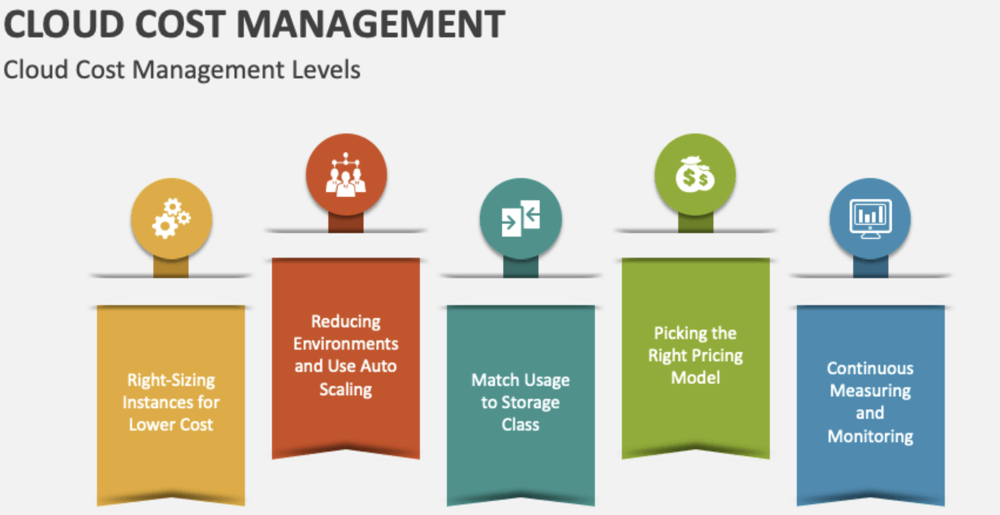 CLOUD COST MANAGEMENT
Cloud Cost Management Levels
Right-Sizing
Instances for
Lower Cost
Reducing
Environments
and Use Auto
Scaling
Match Usage
to Storage
Class
$ $
Picking the
Right Pricing
Model
Continuous
Measuring
and
Monitoring